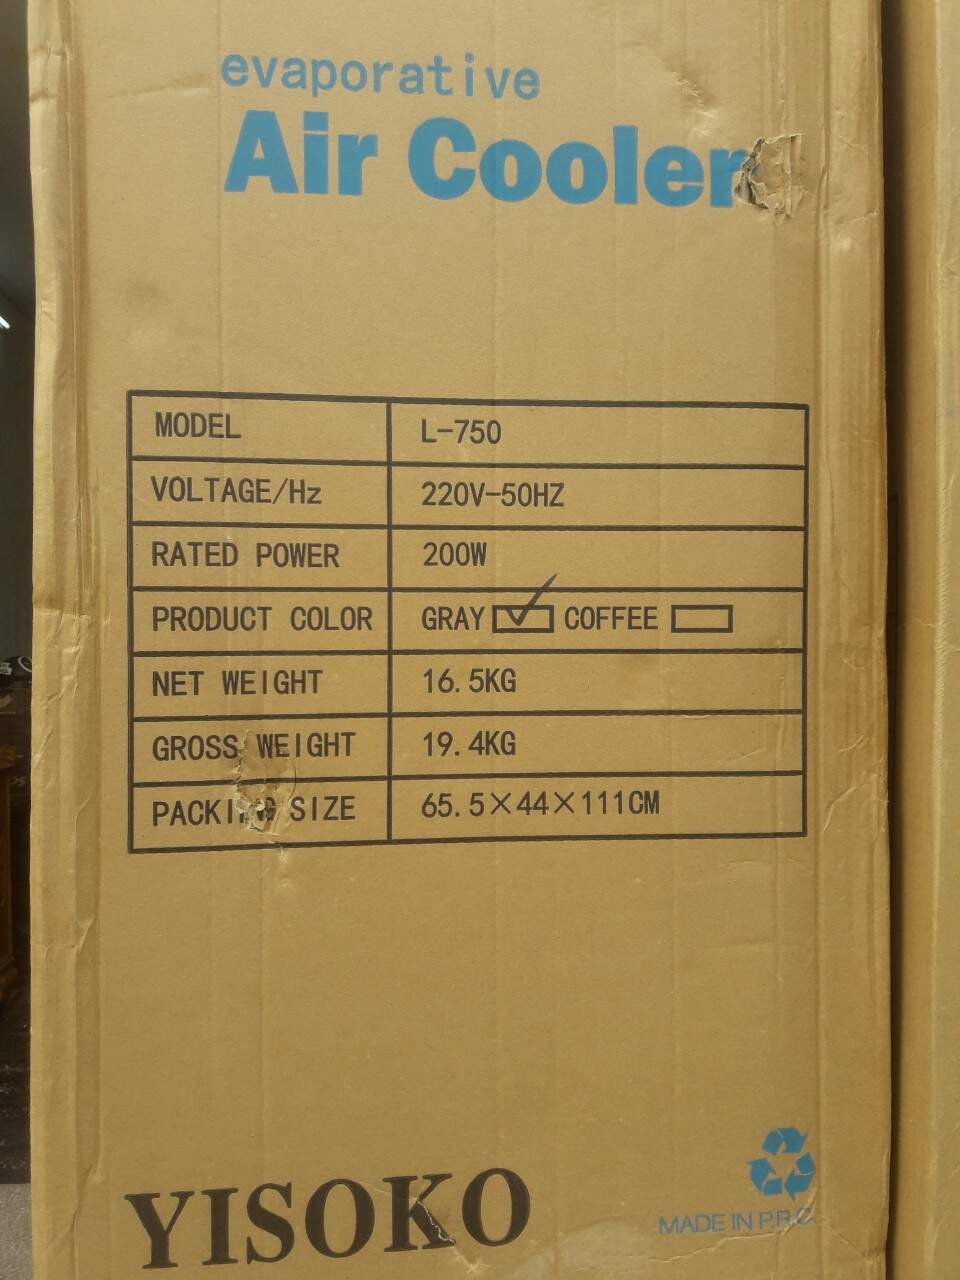 evaporative
Air Cooler
MODEL L-750
VOLTAGE/Hz 220V-50HZ
RATED POWER 200W
PRODUCT COLOR GRAY COFFEE
NET WEIGHT 16.5KG
GROSS WEIGHT 19.4KG
PACKING SIZE 65.5×44×111CM
YISOKO
MADE IN P.R.C.